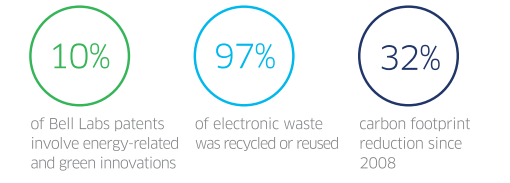 10%
of Bell Labs patents
involve energy-related
and green innovations
97%
of electronic waste
was recycled or reused
32%
carbon footprint
reduction since
2008